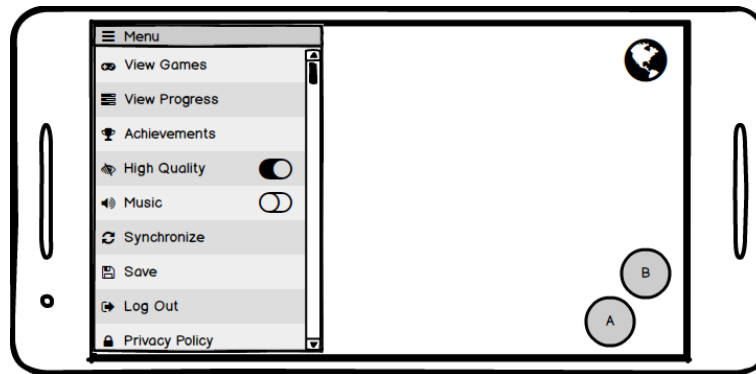 Menu
View Games
View Progress
Achievements
High Quality
Music
Synchronize
Save
Log Out
Privacy Policy
B
A